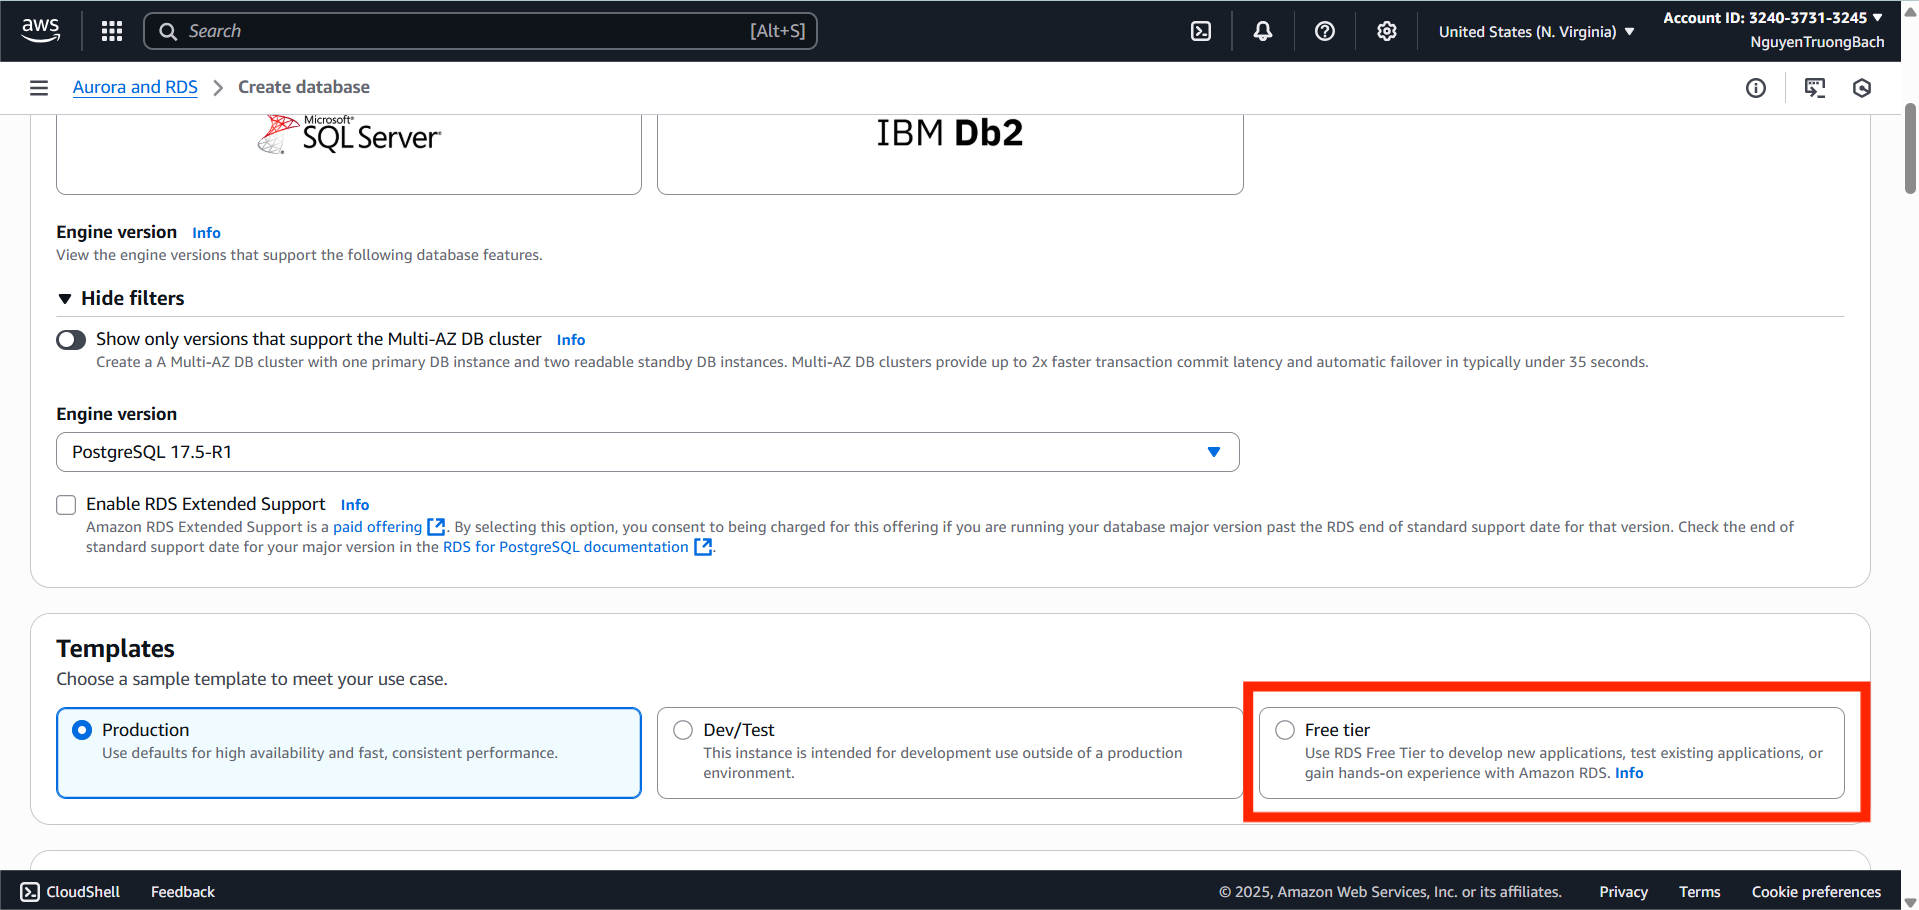 aws
Search
[Alt+S]
United States (N. Virginia)
Account ID: 3240-3731-3245
NguyenTruongBach
Aurora and RDS
Create database
Microsoft®
SQL Server
IBM Db2
Engine version Info
View the engine versions that support the following database features.
Hide filters
Show only versions that support the Multi-AZ DB cluster Info
Create a A Multi-AZ DB cluster with one primary DB instance and two readable standby DB instances. Multi-AZ DB clusters provide up to 2x faster transaction commit latency and automatic failover in typically under 35 seconds.
Engine version
PostgreSQL 17.5-R1
Enable RDS Extended Support Info
Amazon RDS Extended Support is a paid offering . By selecting this option, you consent to being charged for this offering if you are running your database major version past the RDS end of standard support date for that version. Check the end of
standard support date for your major version in the RDS for PostgreSQL documentation .
Templates
Choose a sample template to meet your use case.
Production
Use defaults for high availability and fast, consistent performance.
Dev/Test
This instance is intended for development use outside of a production
environment.
Free tier
Use RDS Free Tier to develop new applications, test existing applications, or
gain hands-on experience with Amazon RDS. Info
CloudShell
Feedback
© 2025, Amazon Web Services, Inc. or its affiliates.
Privacy
Terms
Cookie preferences